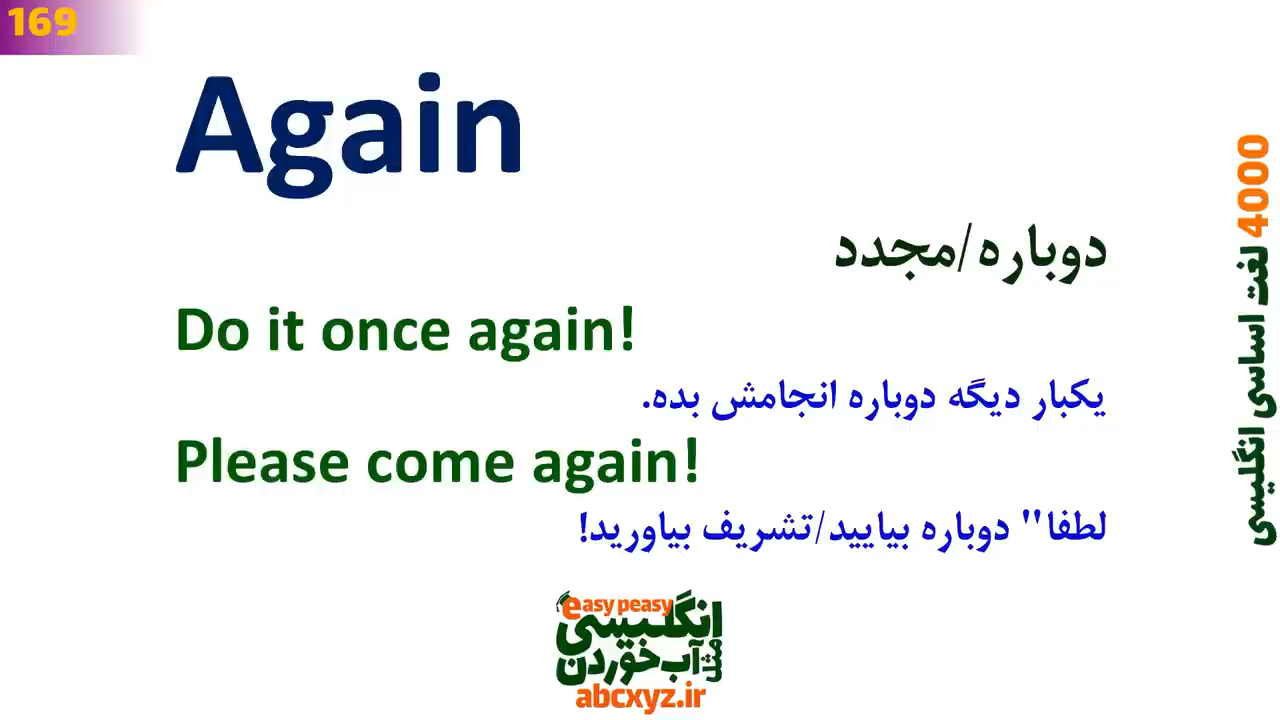 169
Again
دوباره/مجدد
Do it once again!
یکبار دیگه دوباره انجامش بده.
Please come again!
لطفا" دوباره بیایید/تشریف بیاورید!
4000 لغت اساسی انگلیسی
easy peasy
انگلیسی
مثل آب خوردن
abcxyz.ir